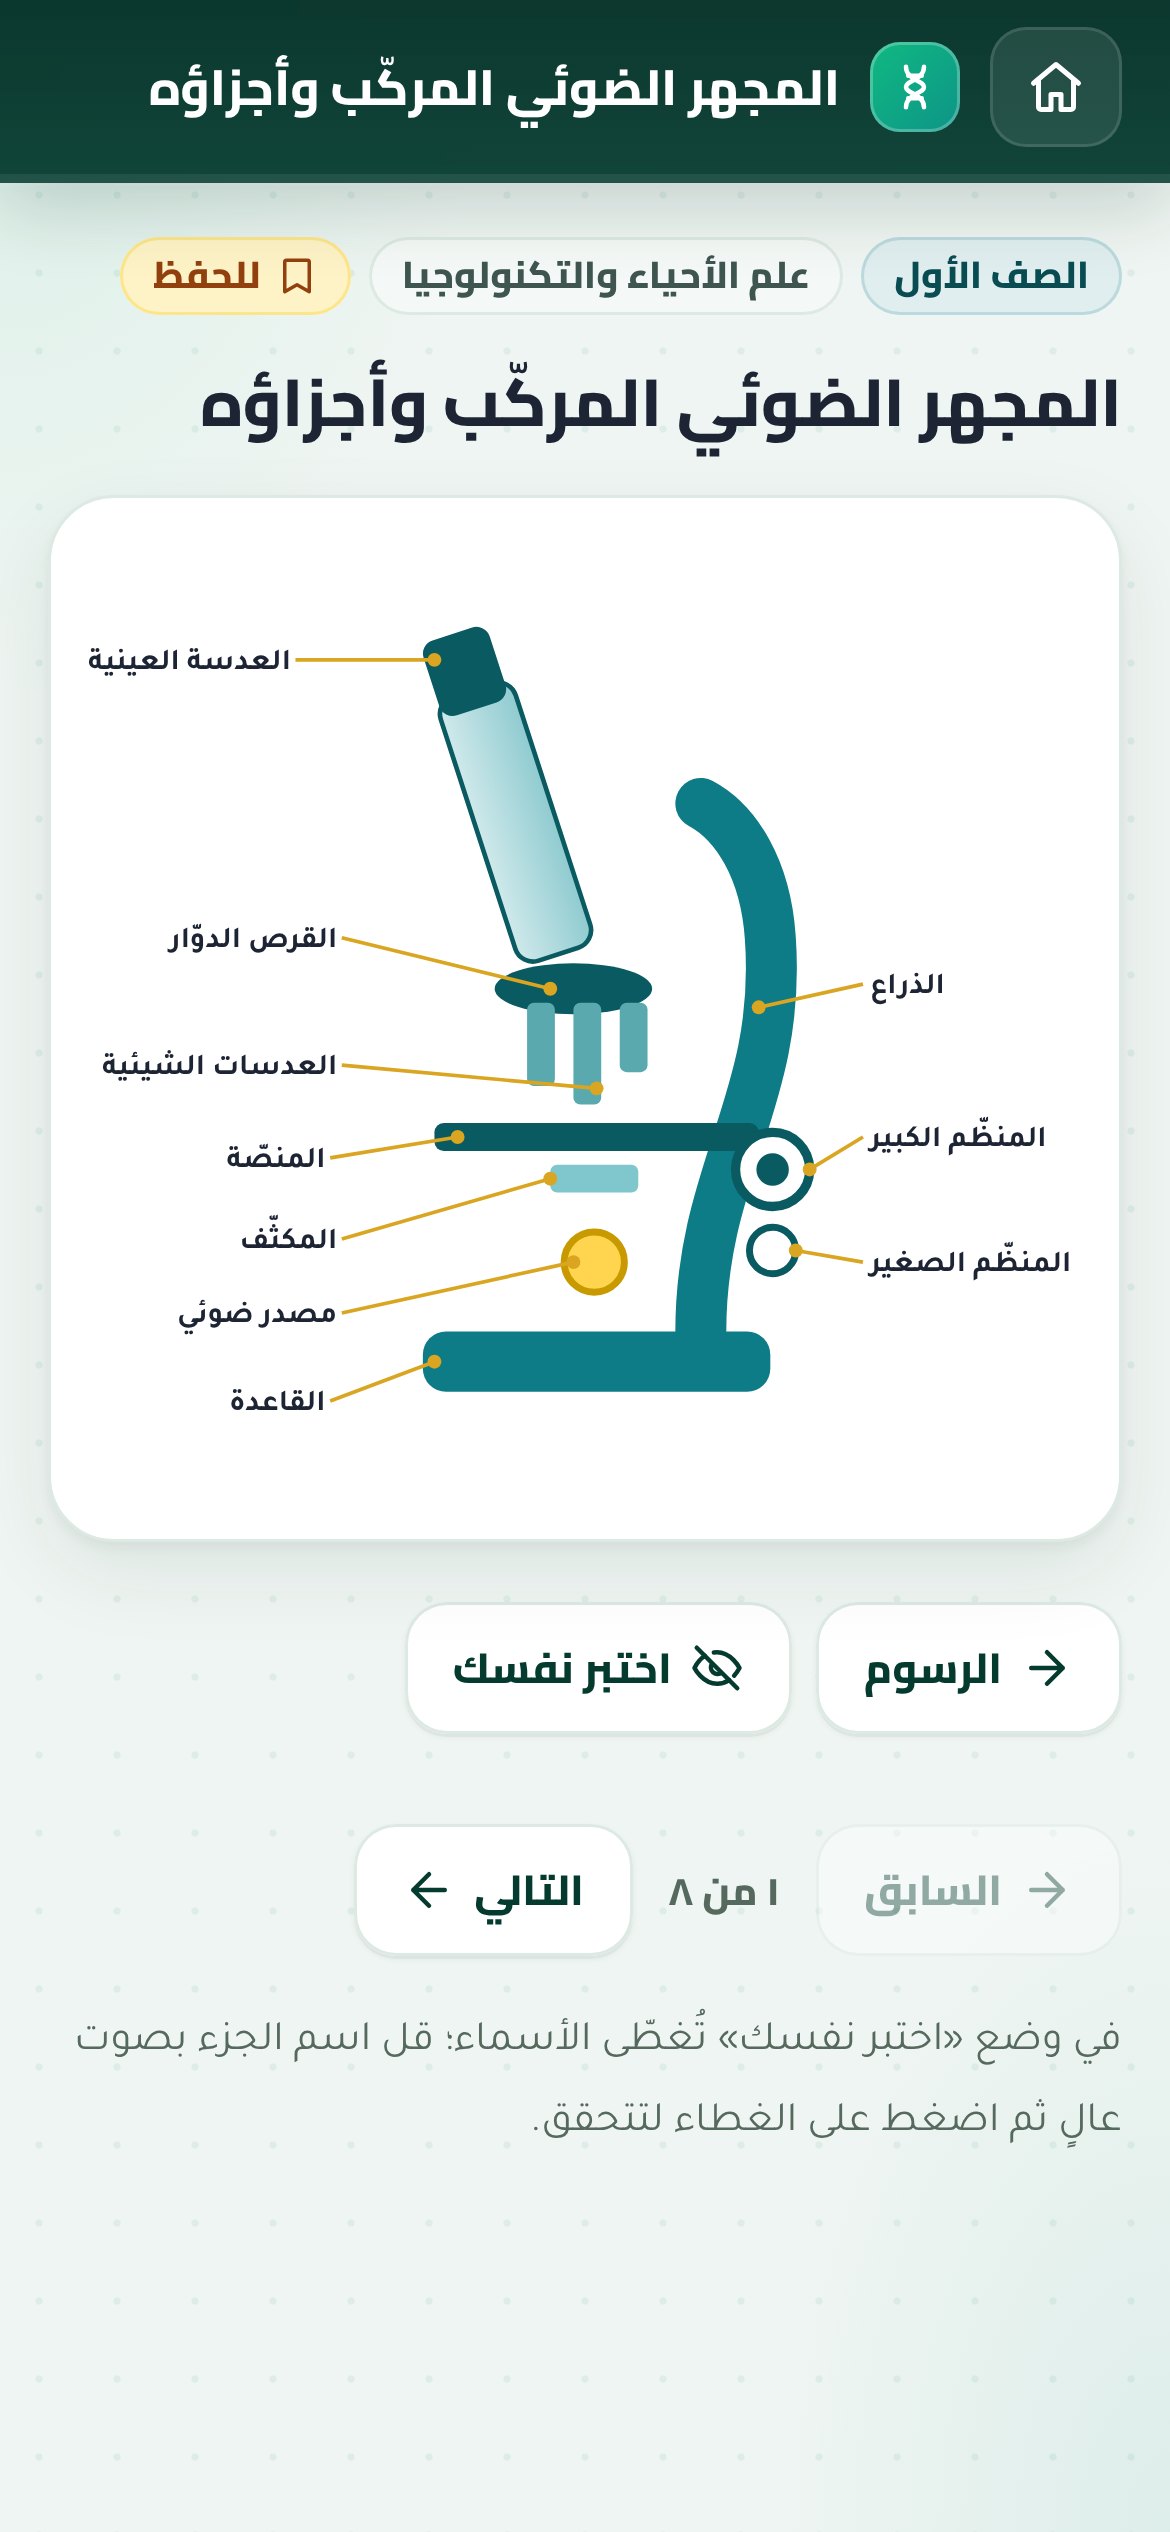 المجهر الضوئي المركّب وأجزاؤه
الصف الأول
علم الأحياء والتكنولوجيا
للحفظ
المجهر الضوئي المركّب وأجزاؤه
العدسة العينية
القرص الدوّار
الذراع
العدسات الشيئية
المنظّم الكبير
المنصّة
المكثّف
المنظّم الصغير
مصدر ضوئي
القاعدة
الرسوم
اختبر نفسك
السابق
١ من ٨
التالي
في وضع «اختبر نفسك» تُغطّى الأسماء؛ قل اسم الجزء بصوت
عالٍ ثم اضغط على الغطاء لتتحقق.